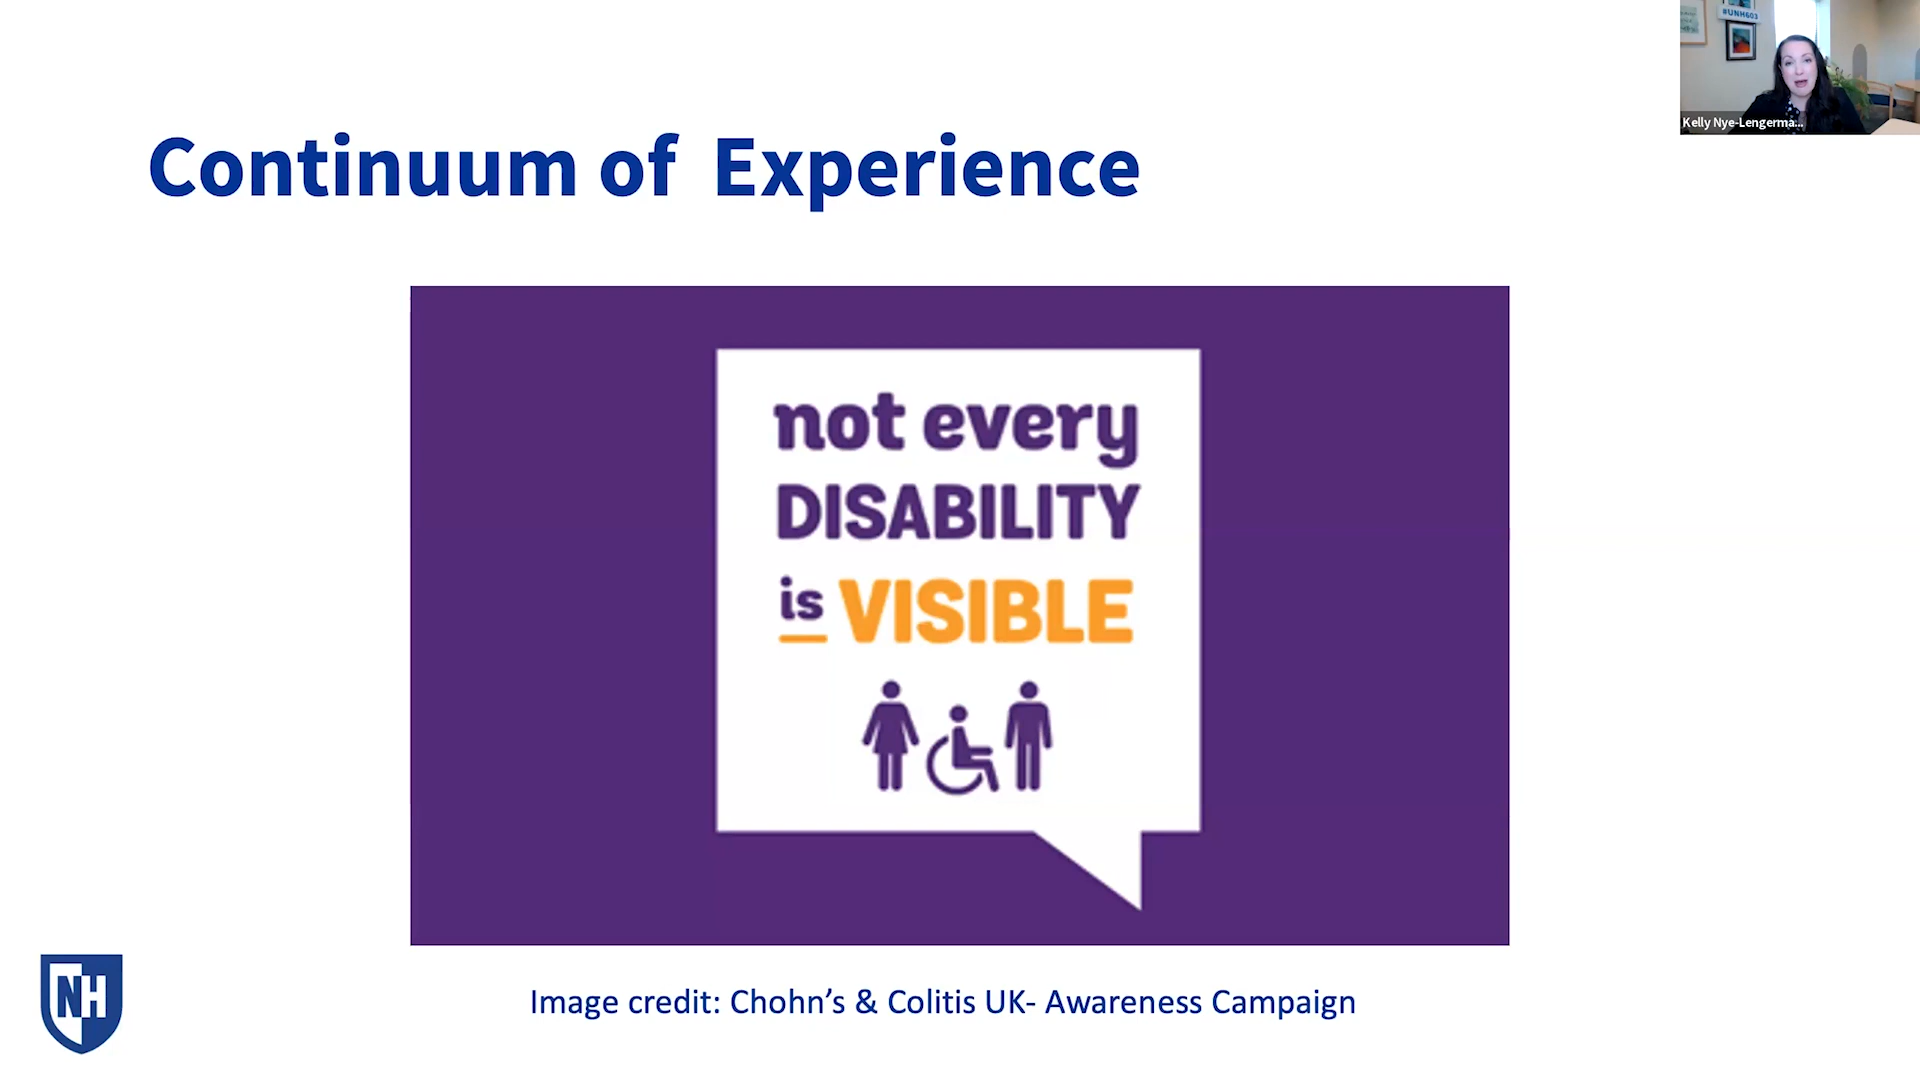 #UNH603
Kelly Nye-Lengerma...
Continuum of Experience
not every
DISABILITY
is VISIBLE
NH
Image credit: Chohn's & Colitis UK- Awareness Campaign